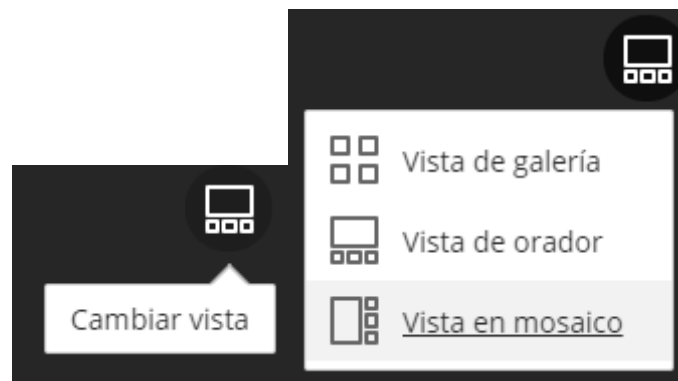 Cambiar vista
Vista de galería
Vista de orador
Vista en mosaico